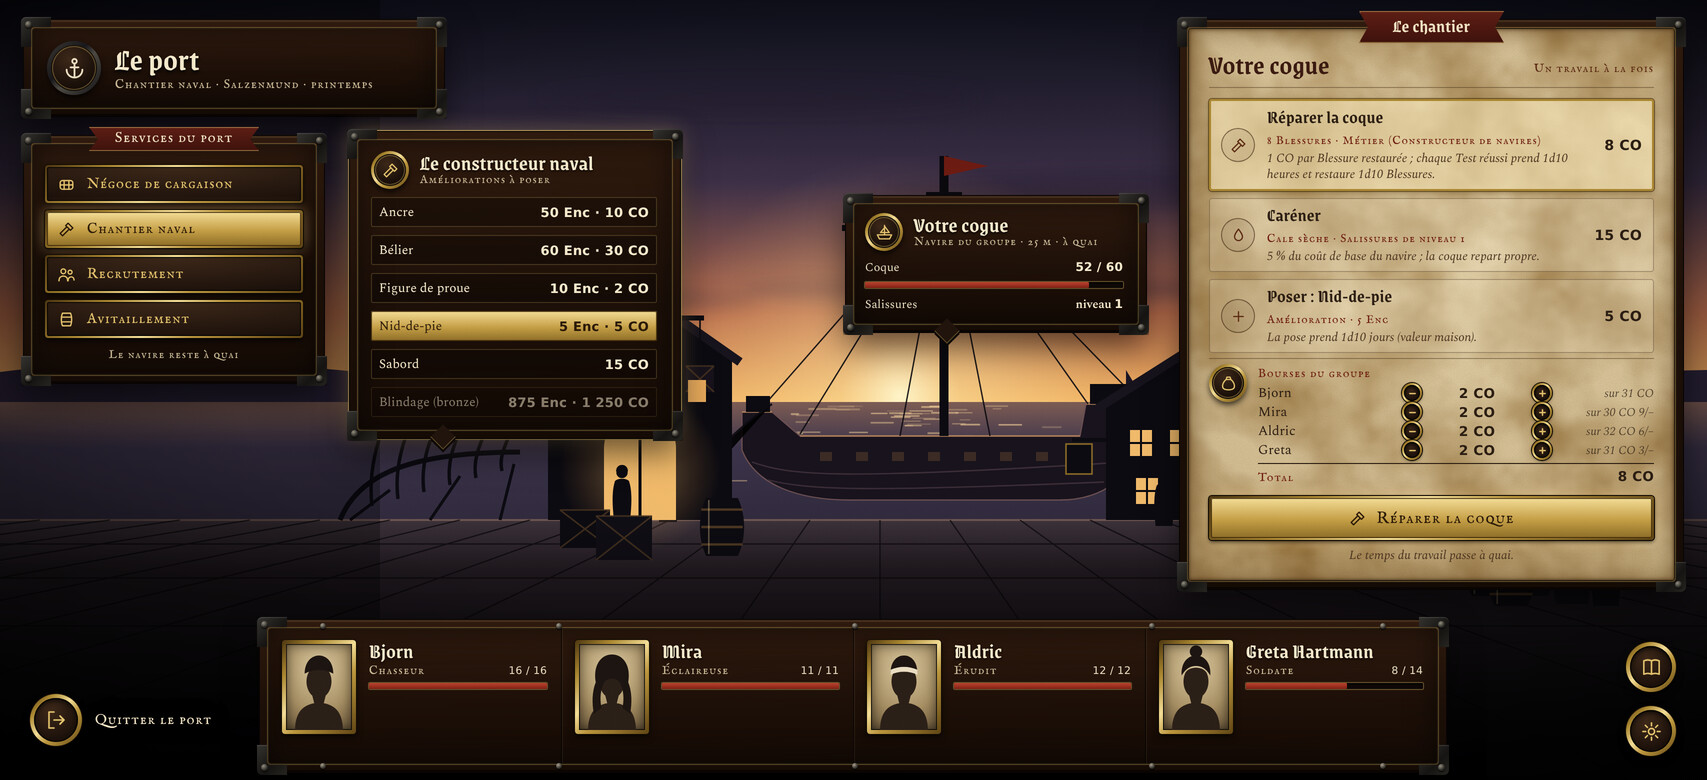 Le port
Chantier naval · Salzenmund · printemps
Services du port
Négoce de cargaison
Chantier naval
Recrutement
Avitaillement
Le navire reste à quai
Le constructeur naval
Améliorations à poser
Ancre 50 Enc · 10 CO
Bélier 60 Enc · 30 CO
Figure de proue 10 Enc · 2 CO
Nid-de-pie 5 Enc · 5 CO
Sabord 15 CO
Blindage (bronze) 875 Enc · 1 250 CO
Votre cogue
Navire du groupe · 25 m · à quai
Coque 52 / 60
Salissures niveau 1
Le chantier
Votre cogue Un travail à la fois
Réparer la coque
8 Blessures · Métier (Constructeur de navires)
8 CO
1 CO par Blessure restaurée ; chaque Test réussi prend 1d10
heures et restaure 1d10 Blessures.
Caréner
Cale sèche · Salissures de niveau 1
15 CO
5 % du coût de base du navire ; la coque repart propre.
Poser : Nid-de-pie
Amélioration · 5 Enc
5 CO
La pose prend 1d10 jours (valeur maison).
Bourses du groupe
Bjorn − 2 CO + sur 31 CO
Mira − 2 CO + sur 30 CO 9/–
Aldric − 2 CO + sur 32 CO 6/–
Greta − 2 CO + sur 31 CO 3/–
Total 8 CO
Réparer la coque
Le temps du travail passe à quai.
Bjorn
Chasseur 16 / 16
Mira
Éclaireuse 11 / 11
Aldric
Érudit 12 / 12
Greta Hartmann
Soldate 8 / 14
Quitter le port